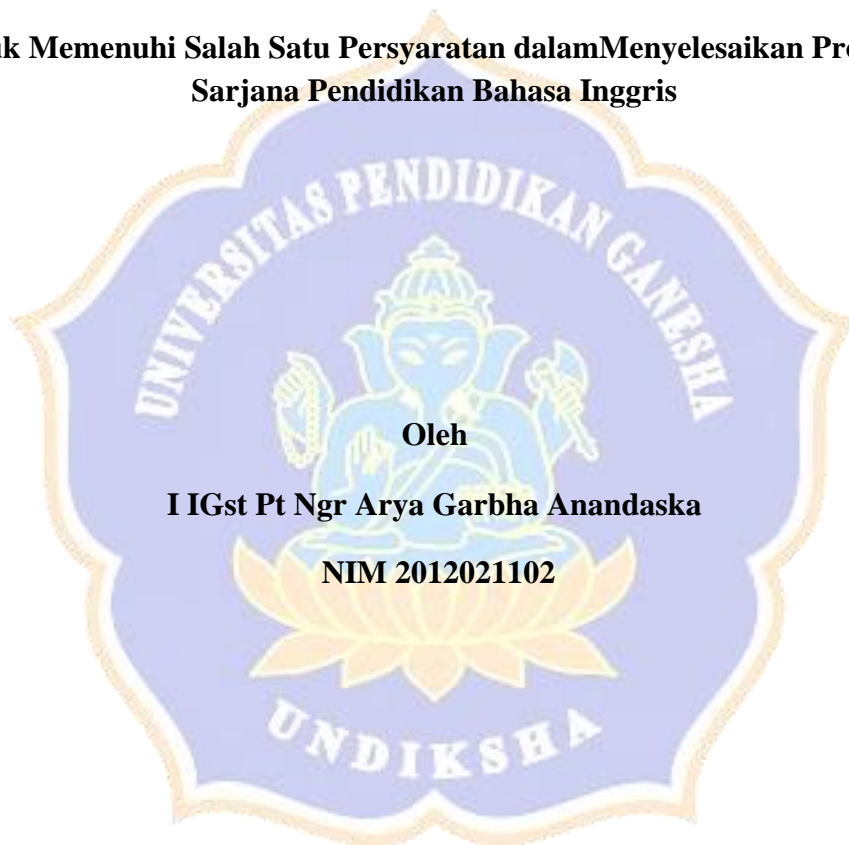 Memenuhi Salah Satu Persyaratan dalamMenyelesaikan
Sarjana Pendidikan Bahasa Inggris
UNIVERSITAS PENDIDIKAN GANESHA
Oleh
I IGst Pt Ngr Arya Garbha Anandaska
NIM 2012021102
UNDIKSHA